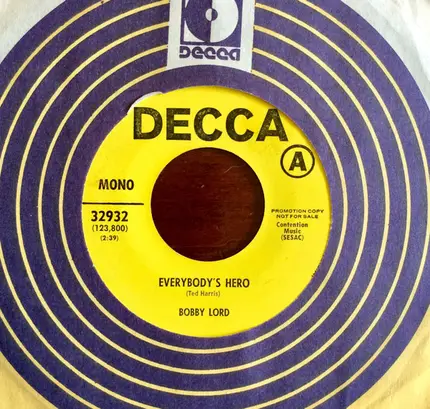 DECCA
DECCA
A
MONO
32932
(123,800)
(2:39)
PROMOTION COPY
NOT FOR SALE
Contention
Music
(SESAC)
EVERYBODY'S HERO
(Ted Harris)
BOBBY LORD